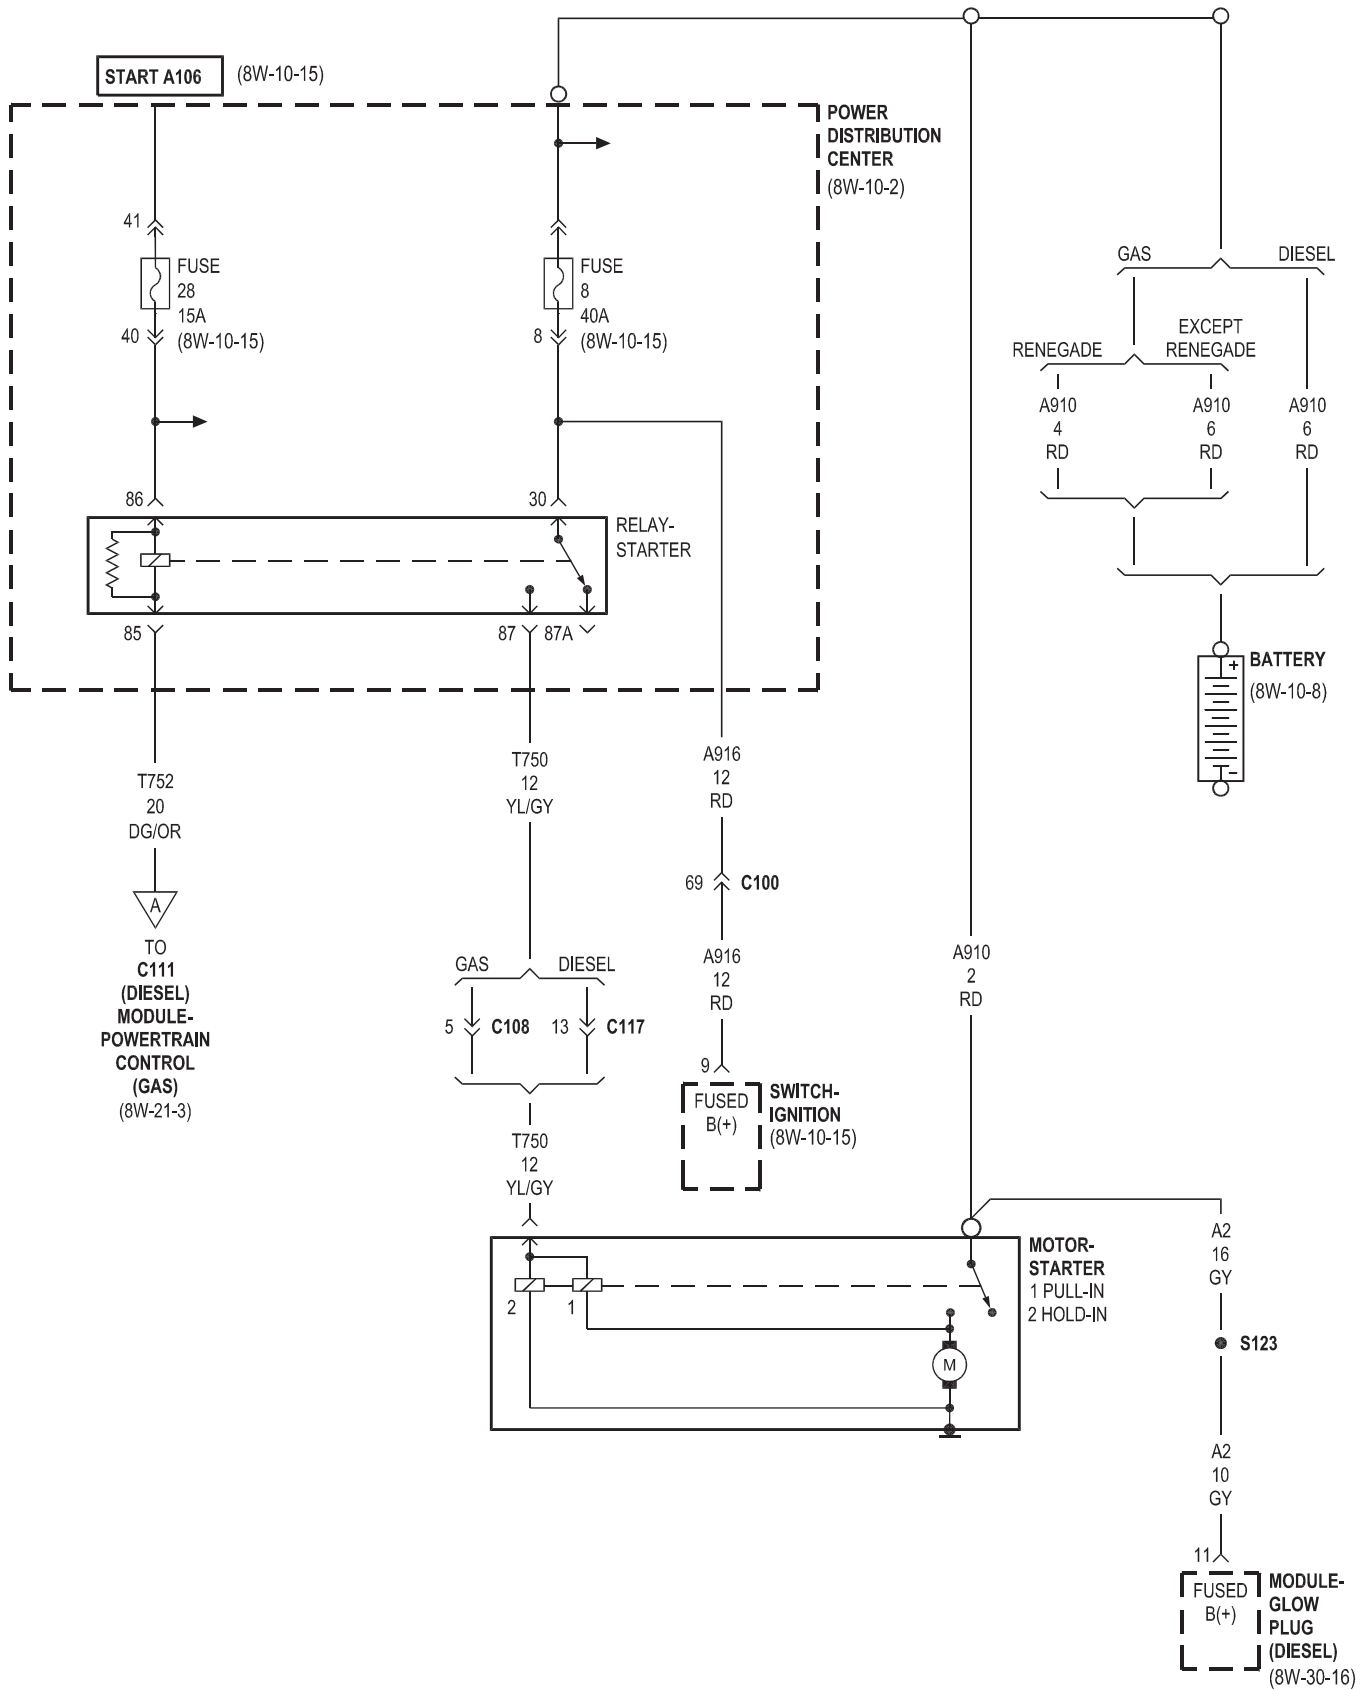 START A106 (8W-10-15)
POWER
DISTRIBUTION
CENTER
(8W-10-2)
41
FUSE
28
15A
(8W-10-15)
40
FUSE
8
40A
(8W-10-15)
8
GAS
DIESEL
RENEGADE
EXCEPT
RENEGADE
A910
4
RD
A910
6
RD
A910
6
RD
86
30
RELAY-
STARTER
85
87
87A
BATTERY
(8W-10-8)
+
-
T752
20
DG/OR
A
TO
C111
(DIESEL)
MODULE-
POWERTRAIN
CONTROL
(GAS)
(8W-21-3)
T750
12
YL/GY
A916
12
RD
69
C100
GAS
DIESEL
5
C108
13
C117
A916
12
RD
A910
2
RD
9
FUSED
B(+)
SWITCH-
IGNITION
(8W-10-15)
T750
12
YL/GY
MOTOR-
STARTER
1 PULL-IN
2 HOLD-IN
2
1
M
A2
16
GY
S123
A2
10
GY
11
FUSED
B(+)
MODULE-
GLOW
PLUG
(DIESEL)
(8W-30-16)